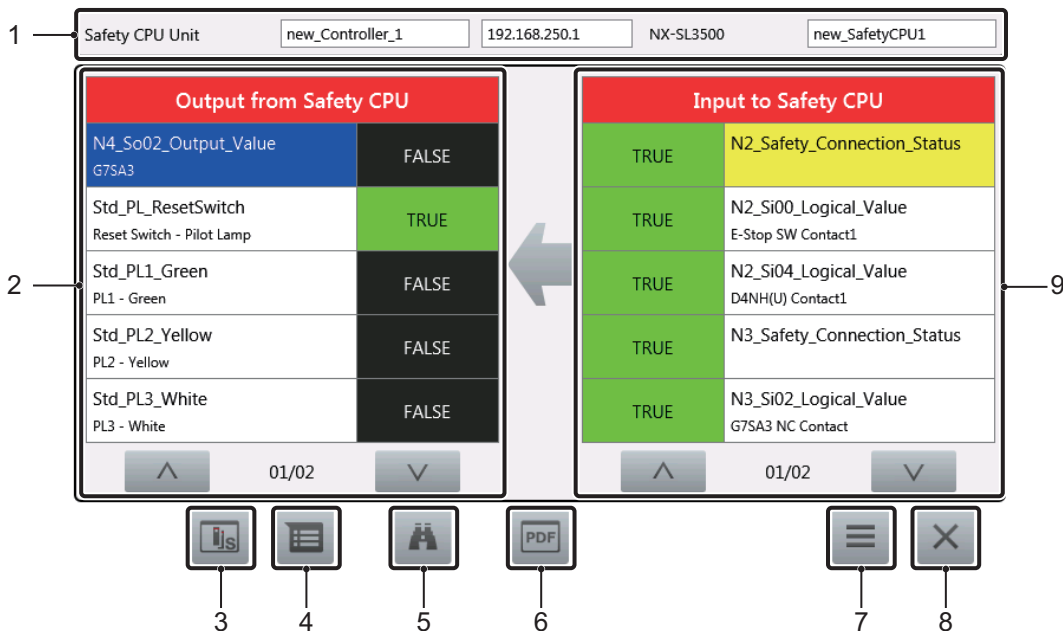 1
Safety CPU Unit new_Controller_1 192.168.250.1 NX-SL3500 new_SafetyCPU1
2
Output from Safety CPU
N4_So02_Output_Value
G7SA3
FALSE
Std_PL_ResetSwitch
Reset Switch - Pilot Lamp
TRUE
Std_PL1_Green
PL1 - Green
FALSE
Std_PL2_Yellow
PL2 - Yellow
FALSE
Std_PL3_White
PL3 - White
FALSE
01/02
Input to Safety CPU
TRUE
N2_Safety_Connection_Status
TRUE
N2_Si00_Logical_Value
E-Stop SW Contact1
TRUE
N2_Si04_Logical_Value
D4NH(U) Contact1
TRUE
N3_Safety_Connection_Status
TRUE
N3_Si02_Logical_Value
G7SA3 NC Contact
01/02
9
s
PDF
3 4 5 6 7 8